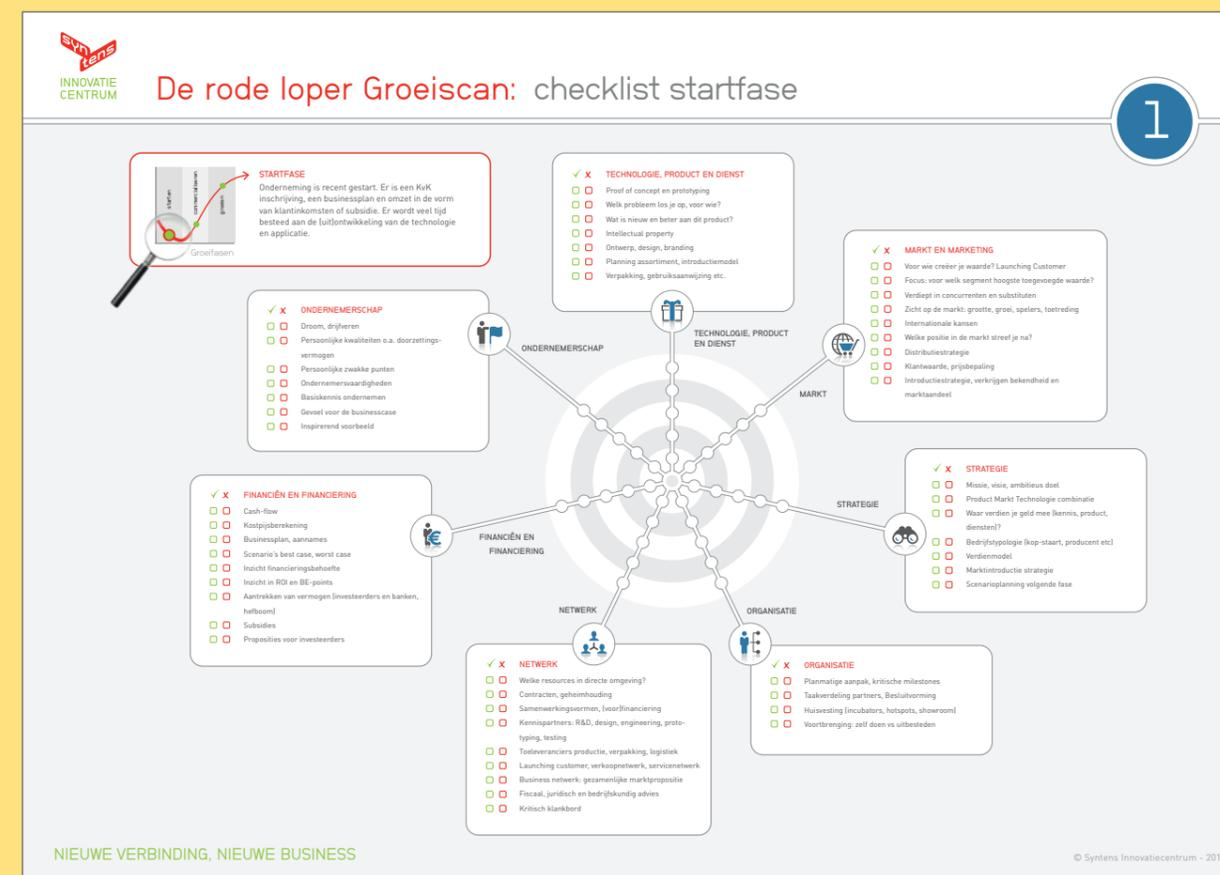 syn
tens
INNOVATIE
CENTRUM
De rode loper Groeiscan: checklist startfase
1
starten
commercialiseren
groeien
Groeifasen
STARTFASE
Onderneming is recent gestart. Er is een KvK
inschrijving, een businessplan en omzet in de vorm
van klantinkomsten of subsidie. Er wordt veel tijd
besteed aan de (uit)ontwikkeling van de technologie
en applicatie.
✓ x TECHNOLOGIE, PRODUCT EN DIENST
Proof of concept en prototyping
Welk probleem los je op, voor wie?
Wat is nieuw en beter aan dit product?
Intellectual property
Ontwerp, design, branding
Planning assortiment, introductiemodel
Verpakking, gebruiksaanwijzing etc.
TECHNOLOGIE, PRODUCT
EN DIENST
✓ x MARKT EN MARKETING
Voor wie creëer je waarde? Launching Customer
Focus: voor welk segment hoogste toegevoegde waarde?
Verdiept in concurrenten en substituten
Zicht op de markt: grootte, groei, spelers, toetreding
Internationale kansen
Welke positie in de markt streef je na?
Distributiestrategie
Klantwaarde, prijsbepaling
Introductiestrategie, verkrijgen bekendheid en
marktaandeel
MARKT
✓ x ONDERNEMERSCHAP
Droom, drijfveren
Persoonlijke kwaliteiten o.a. doorzettings-
vermogen
Persoonlijke zwakke punten
Ondernemersvaardigheden
Basiskennis ondernemen
Gevoel voor de businesscase
Inspirerend voorbeeld
ONDERNEMERSCHAP
✓ x STRATEGIE
Missie, visie, ambitieus doel
Product Markt Technologie combinatie
Waar verdien je geld mee (kennis, product,
diensten)?
Bedrijfstypologie (kop-staart, producent etc)
Verdienmodel
Marktintroductie strategie
Scenarioplanning volgende fase
STRATEGIE
✓ x FINANCIËN EN FINANCIERING
Cash-flow
Kostpijsberekening
Businessplan, aannames
Scenario's best case, worst case
Inzicht financieringsbehoefte
Inzicht in ROI en BE-points
Aantrekken van vermogen (investeerders en banken,
hefboom)
Subsidies
Proposities voor investeerders
FINANCIËN EN
FINANCIERING
NETWERK
✓ x NETWERK
Welke resources in directe omgeving?
Contracten, geheimhouding
Samenwerkingsvormen, (voor)financiering
Kennispartners: R&D, design, engineering, proto-
typing, testing
Toeleveranciers productie, verpakking, logistiek
Launching customer, verkoopnetwerk, servicenetwerk
Business netwerk: gezamenlijke marktpropositie
Fiscaal, juridisch en bedrijfskundig advies
Kritisch klankbord
ORGANISATIE
✓ x ORGANISATIE
Planmatige aanpak, kritische milestones
Taakverdeling partners, Besluitvorming
Huisvesting (incubators, hotspots, showroom)
Voortbrenging: zelf doen vs uitbesteden
NIEUWE VERBINDING, NIEUWE BUSINESS
© Syntens Innovatiecentrum - 201